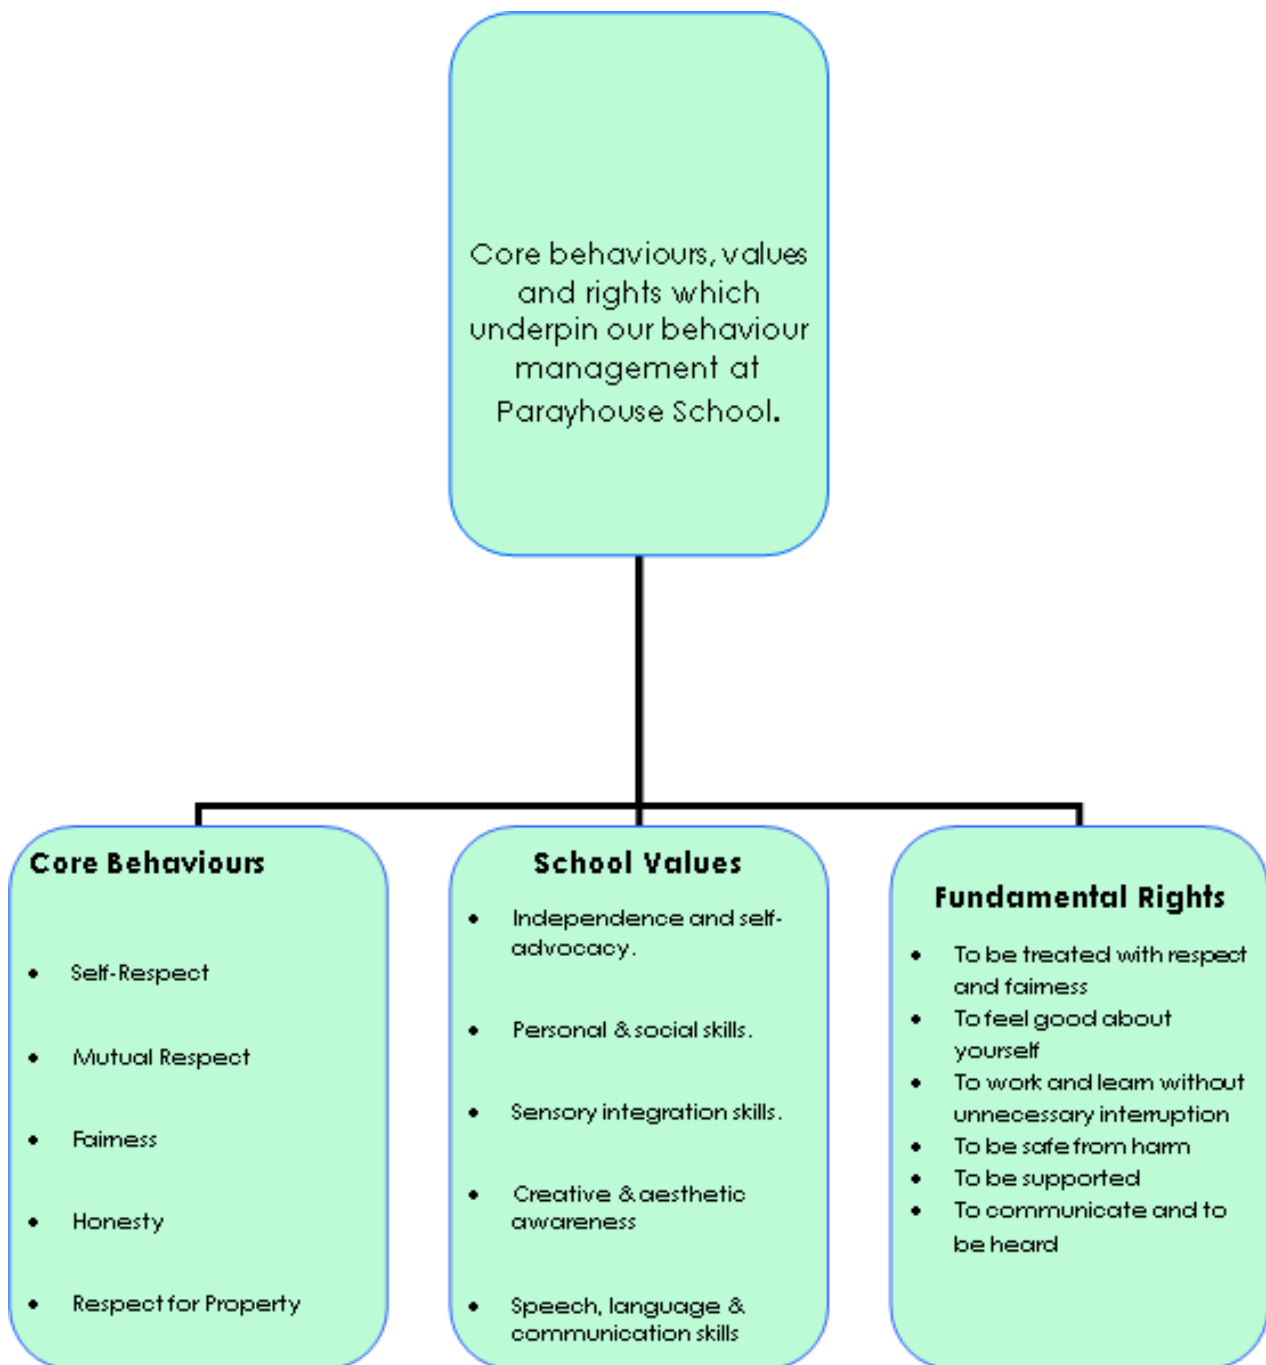 Core behaviours, values
and rights which
underpin our behaviour
management at
Parayhouse School.
Core Behaviours
• Self-Respect
• Mutual Respect
• Fairness
• Honesty
• Respect for Property
School Values
• Independence and self-
advocacy.
• Personal & social skills.
• Sensory integration skills.
• Creative & aesthetic
awareness
• Speech, language &
communication skills
Fundamental Rights
• To be treated with respect
and fairness
• To feel good about
yourself
• To work and learn without
unnecessary interruption
• To be safe from harm
• To be supported
• To communicate and to
be heard